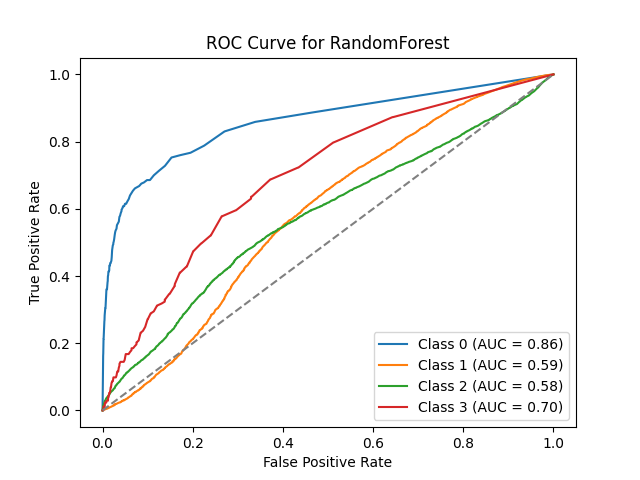 ROC Curve for RandomForest
True Positive Rate
1.0
0.8
0.6
0.4
0.2
0.0
Class 0 (AUC = 0.86)
Class 1 (AUC = 0.59)
Class 2 (AUC = 0.58)
Class 3 (AUC = 0.70)
0.0 0.2 0.4 0.6 0.8 1.0
False Positive Rate